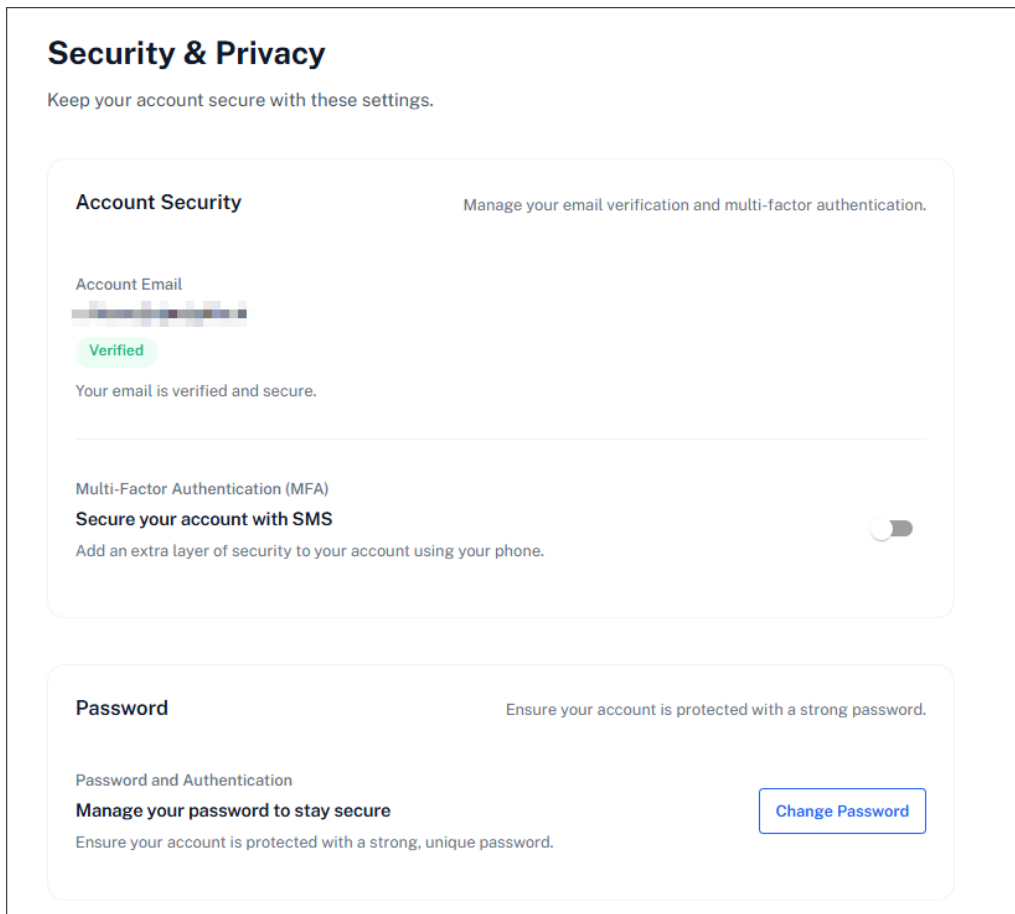 Security & Privacy
Keep your account secure with these settings.
Account Security
Manage your email verification and multi-factor authentication.
Account Email
Verified
Your email is verified and secure.
Multi-Factor Authentication (MFA)
Secure your account with SMS
Add an extra layer of security to your account using your phone.
Password
Ensure your account is protected with a strong password.
Password and Authentication
Manage your password to stay secure
Change Password
Ensure your account is protected with a strong, unique password.